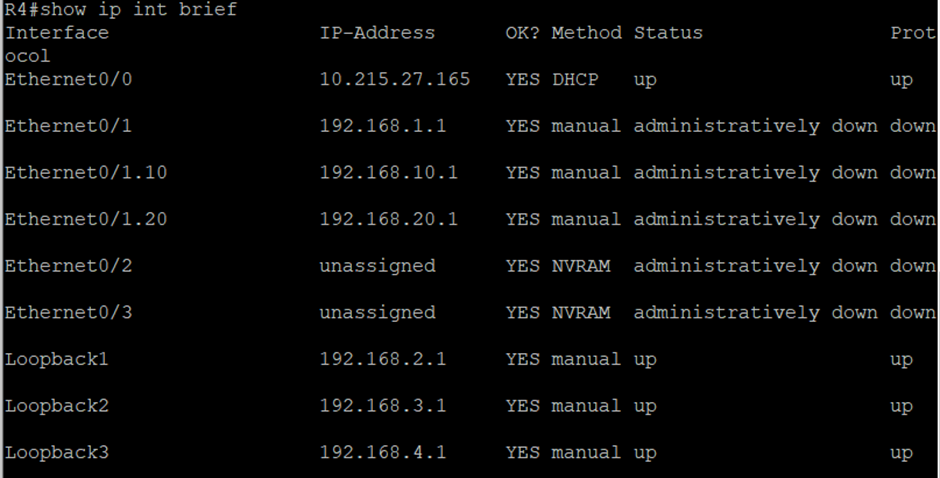 R4#show ip int brief
Interface                  IP-Address      OK? Method Status                Prot
ocol
Ethernet0/0                10.215.27.165   YES DHCP   up                    up
Ethernet0/1                192.168.1.1     YES manual administratively down down
Ethernet0/1.10             192.168.10.1    YES manual administratively down down
Ethernet0/1.20             192.168.20.1    YES manual administratively down down
Ethernet0/2                unassigned      YES NVRAM  administratively down down
Ethernet0/3                unassigned      YES NVRAM  administratively down down
Loopback1                  192.168.2.1     YES manual up                    up
Loopback2                  192.168.3.1     YES manual up                    up
Loopback3                  192.168.4.1     YES manual up                    up